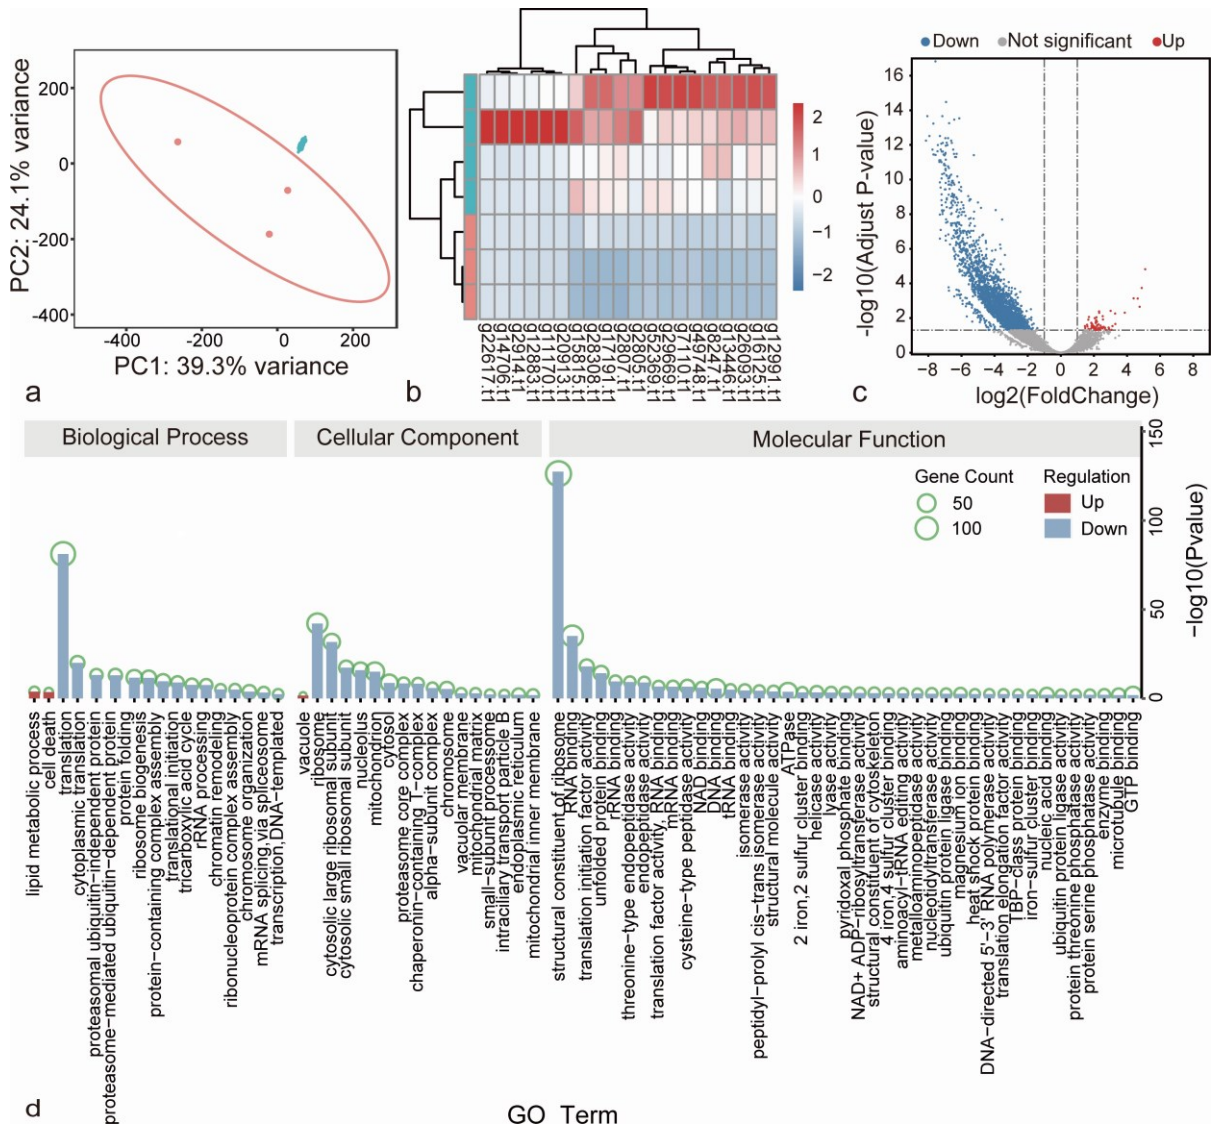 PC2: 24.1% variance
200
0
-200
-400
-400
-200
0
200
PC1: 39.3% variance
a
2
1
0
−1
−2
g22617.t1
g14706.t1
g2914.t1
g12883.t1
g11170.t1
g20913.t1
g15815.t1
g28308.t1
g17191.t1
g2807.t1
g2805.t1
g52369.t1
g29669.t1
g7110.t1
g49748.t1
g8247.t1
g13446.t1
g26093.t1
g16125.t1
g12991.t1
b
Down
Not significant
Up
-log10(Adjust P-value)
16
14
12
10
8
6
4
2
0
−8
−6
−4
−2
0
2
4
6
8
log2(FoldChange)
c
Biological Process
Cellular Component
Molecular Function
Gene Count
50
100
Regulation
Up
Down
150
100
50
0
−log10(Pvalue)
lipid metabolic process
cell death
translation
cytoplasmic translation
proteasomal ubiquitin−independent protein
proteasome−mediated ubiquitin−dependent protein
protein folding
ribosome biogenesis
protein−containing complex assembly
translational initiation
tricarboxylic acid cycle
rRNA processing
chromatin remodeling
ribonucleoprotein complex assembly
chromosome organization
mRNA splicing,via spliceosome
transcription,DNA−templated
vacuole
ribosome
cytosolic large ribosomal subunit
cytosolic small ribosomal subunit
nucleolus
mitochondrion
cytosol
proteasome core complex
chaperonin−containing T−complex
alpha−subunit complex
chromosome
vacuolar membrane
mitochondrial matrix
small−subunit processome
intraciliary transport particle B
endoplasmic reticulum
mitochondrial inner membrane
structural constituent of ribosome
RNA binding
translation initiation factor activity
unfolded protein binding
rRNA binding
threonine−type endopeptidase activity
endopeptidase activity
translation factor activity, RNA binding
mRNA binding
cysteine−type peptidase activity
NAD binding
DNA binding
tRNA binding
isomerase activity
peptidyl−prolyl cis−trans isomerase activity
structural molecule activity
ATPase
2 iron,2 sulfur cluster binding
helicase activity
lyase activity
pyridoxal phosphate binding
NAD+ ADP−ribosyltransferase activity
structural constituent of cytoskeleton
4 iron,4 sulfur cluster binding
aminoacyl−tRNA editing activity
metalloaminopeptidase activity
nucleotidyltransferase activity
ubiquitin protein ligase binding
magnesium ion binding
heat shock protein binding
DNA−directed 5'−3' RNA polymerase activity
translation elongation factor activity
TBP−class protein binding
iron−sulfur cluster binding
nucleic acid binding
ubiquitin protein ligase activity
protein threonine phosphatase activity
protein serine phosphatase activity
enzyme binding
microtubule binding
GTP binding
d
GO Term